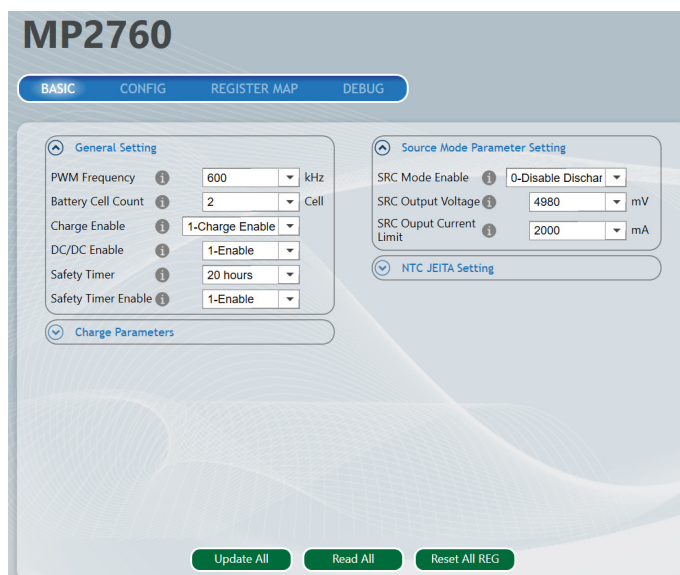 MP2760
BASIC CONFIG REGISTER MAP DEBUG
General Setting
PWM Frequency i 600 kHz
Battery Cell Count i 2 Cell
Charge Enable i 1-Charge Enable
DC/DC Enable i 1-Enable
Safety Timer i 20 hours
Safety Timer Enable i 1-Enable
Charge Parameters
Source Mode Parameter Setting
SRC Mode Enable i 0-Disable Dischar
SRC Output Voltage i 4980 mV
SRC Ouput Current
Limit i 2000 mA
NTC JEITA Setting
Update All Read All Reset All REG